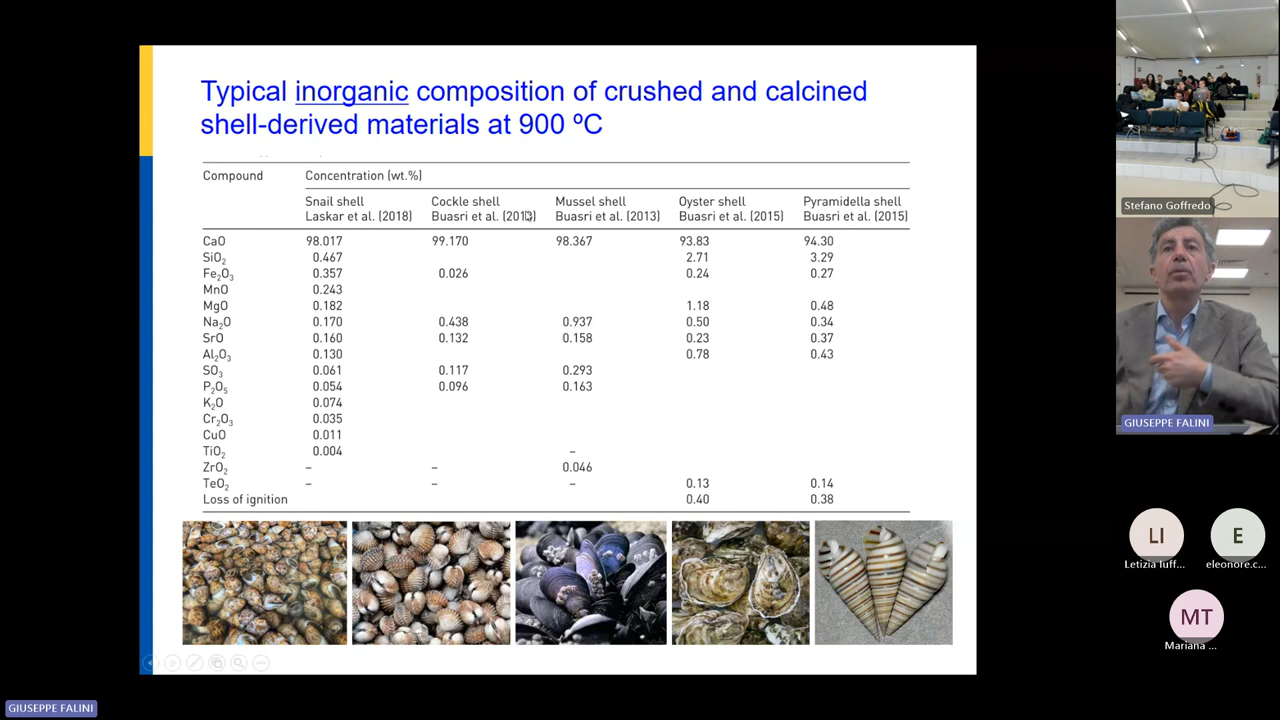 Typical inorganic composition of crushed and calcined
shell-derived materials at 900 ºC
Compound Concentration (wt.%)
Snail shell Cockle shell Mussel shell Oyster shell Pyramidella shell
Laskar et al. (2018) Buasri et al. (2013) Buasri et al. (2013) Buasri et al. (2015) Buasri et al. (2015)
CaO 98.017 99.170 98.367 93.83 94.30
SiO₂ 0.467 2.71 3.29
Fe₂O₃ 0.357 0.026 0.24 0.27
MnO 0.243
MgO 0.182 1.18 0.48
Na₂O 0.170 0.438 0.937 0.50 0.34
SrO 0.160 0.132 0.158 0.23 0.37
Al₂O₃ 0.130 0.78 0.43
SO₃ 0.061 0.117 0.293
P₂O₅ 0.054 0.096 0.163
K₂O 0.074
Cr₂O₃ 0.035
CuO 0.011
TiO₂ 0.004 –
ZrO₂ – – 0.046
TeO₂ – – – 0.13 0.14
Loss of ignition 0.40 0.38
Stefano Goffredo
GIUSEPPE FALINI
LI
Letizia Iuff...
E
eleonore.c...
MT
Mariana ...
GIUSEPPE FALINI